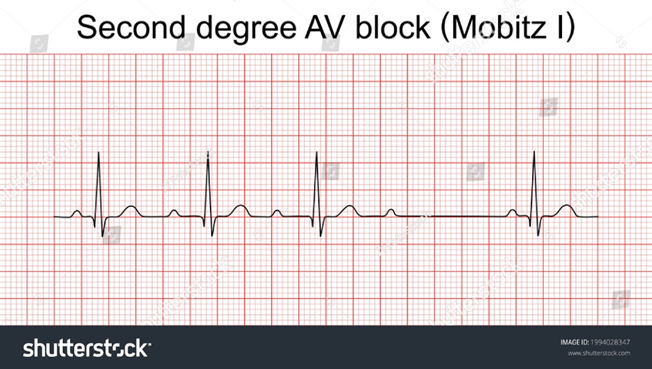 Second degree AV block (Mobitz I)
shutterstock
IMAGE ID: 1994028347
www.shutterstock.com